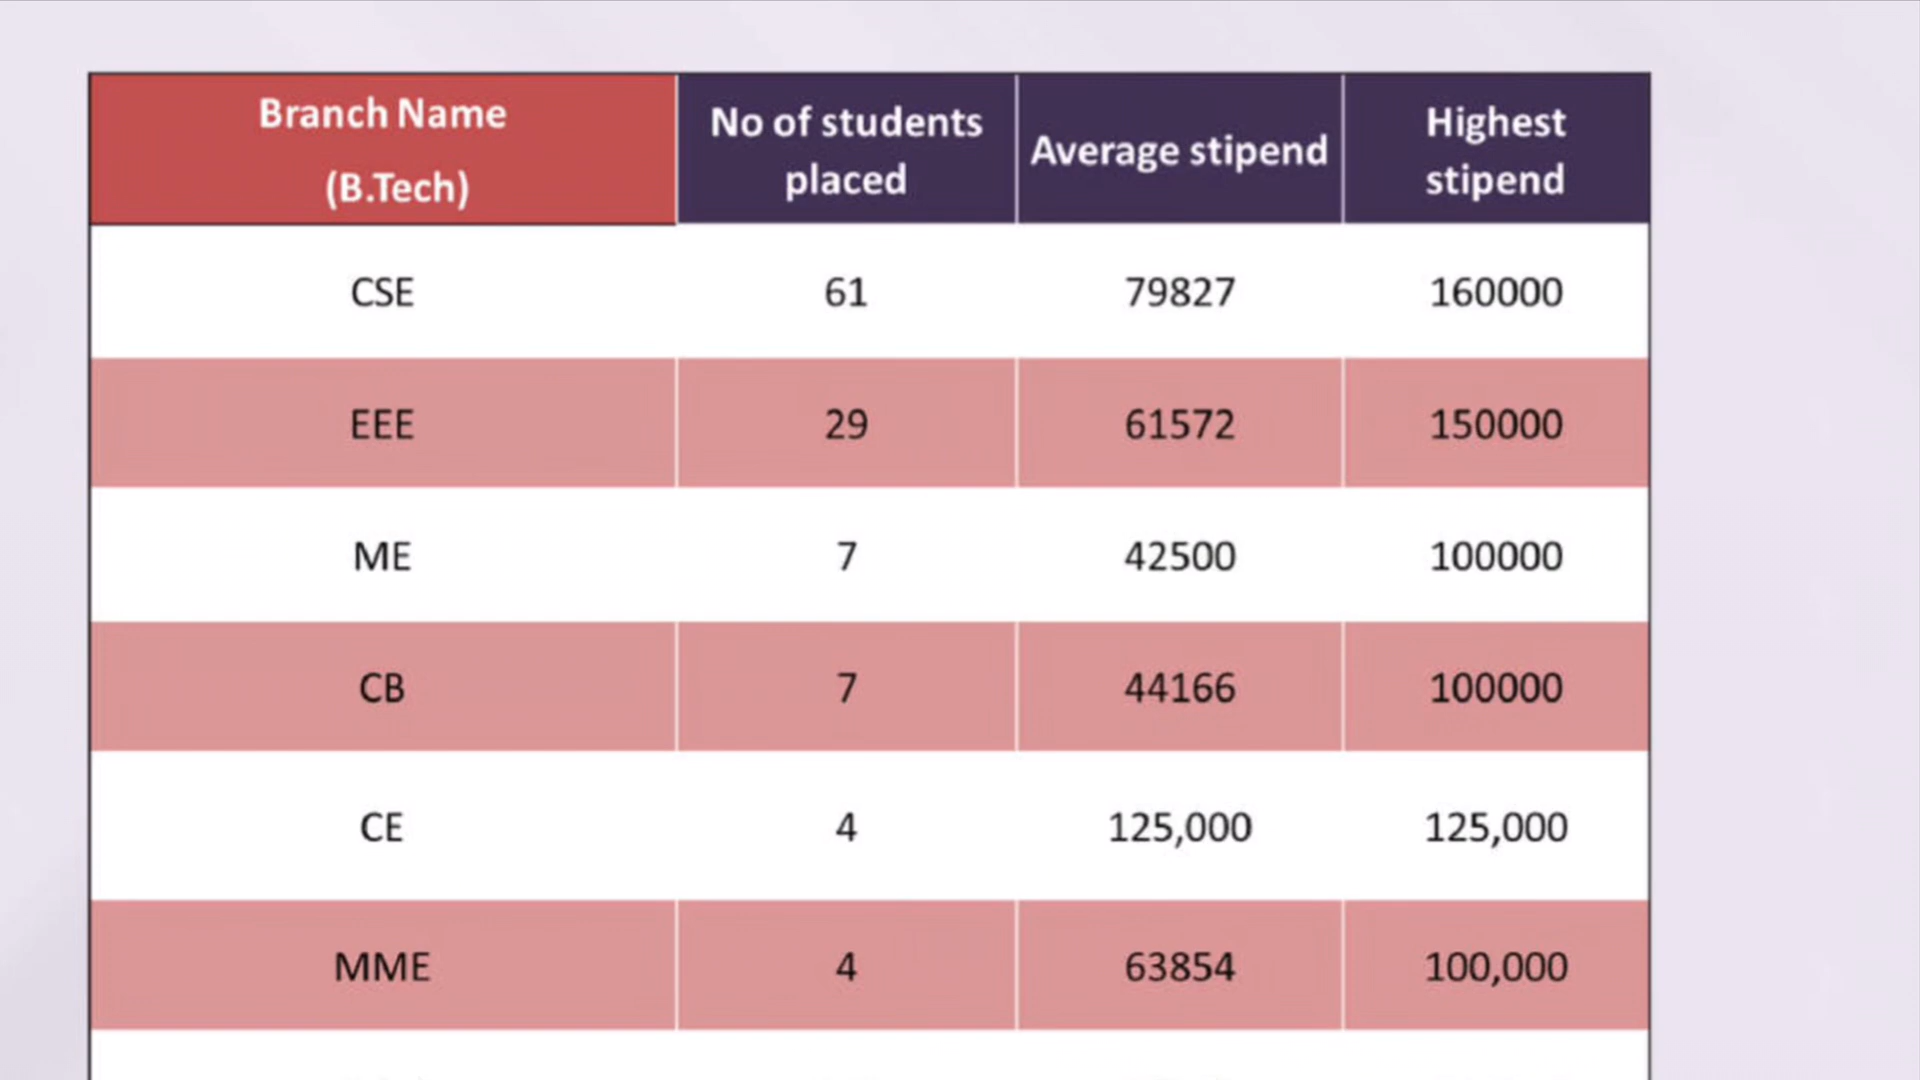 Branch Name
(B.Tech)
No of students
placed
Average stipend
Highest
stipend
CSE 61 79827 160000
EEE 29 61572 150000
ME 7 42500 100000
CB 7 44166 100000
CE 4 125,000 125,000
MME 4 63854 100,000